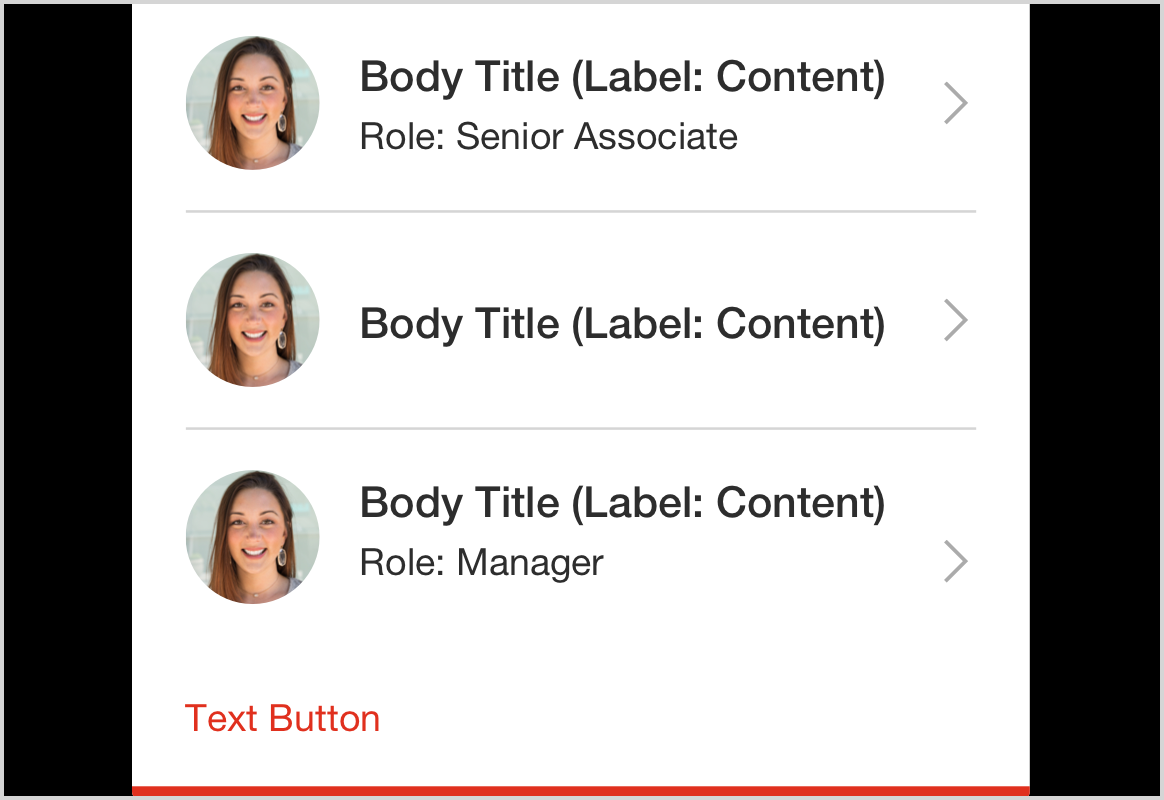 Body Title (Label: Content)
Role: Senior Associate
Body Title (Label: Content)
Body Title (Label: Content)
Role: Manager
Text Button